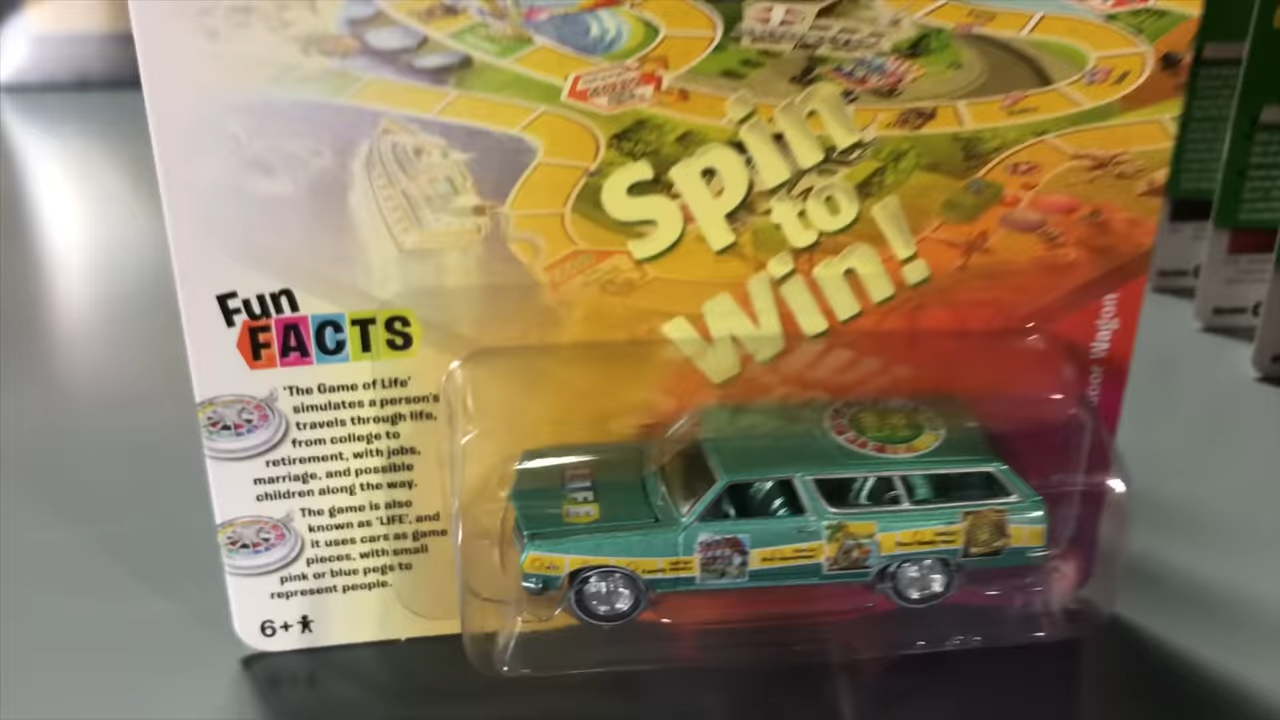 Spin
to
Win!
Fun
FACTS
'The Game of Life'
simulates a person's
travels through life,
from college to
retirement, with jobs,
marriage, and possible
children along the way.
The game is also
known as 'LIFE', and
it uses cars as game
pieces, with small
pink or blue pegs to
represent people.
6+
Wagon